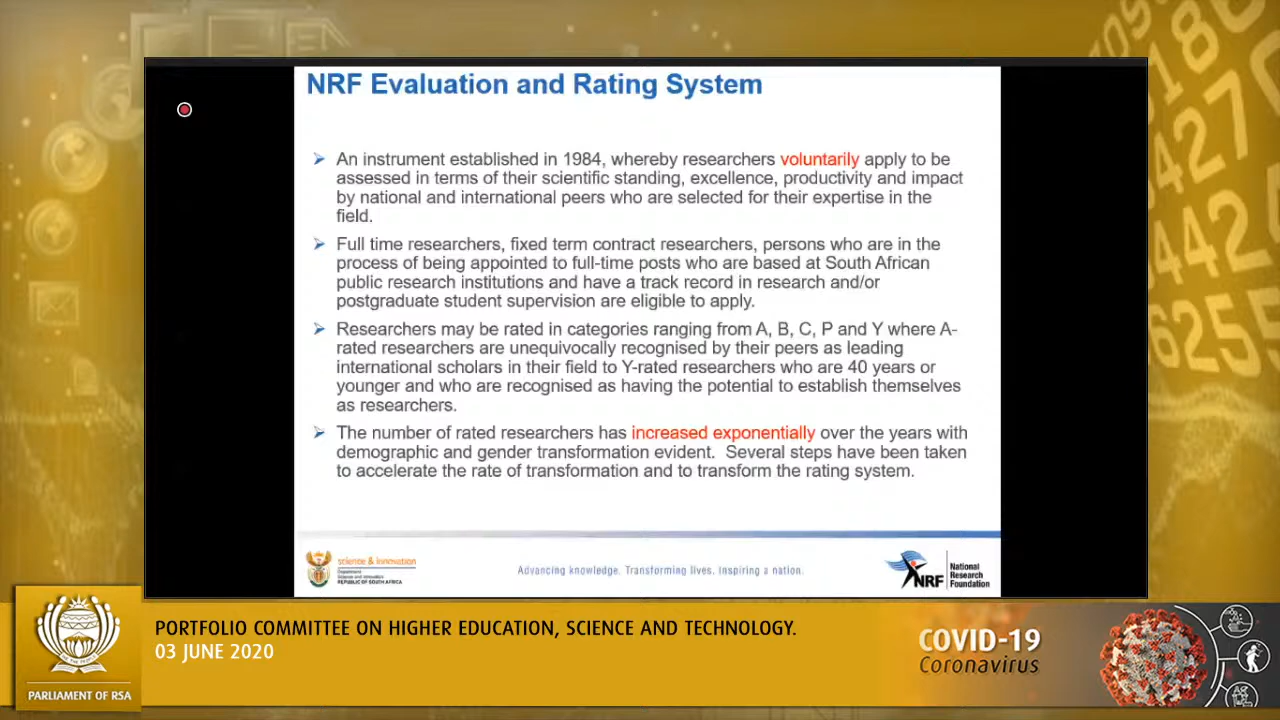 NRF Evaluation and Rating System
➢ An instrument established in 1984, whereby researchers voluntarily apply to be
assessed in terms of their scientific standing, excellence, productivity and impact
by national and international peers who are selected for their expertise in the
field.
➢ Full time researchers, fixed term contract researchers, persons who are in the
process of being appointed to full-time posts who are based at South African
public research institutions and have a track record in research and/or
postgraduate student supervision are eligible to apply.
➢ Researchers may be rated in categories ranging from A, B, C, P and Y where A-
rated researchers are unequivocally recognised by their peers as leading
international scholars in their field to Y-rated researchers who are 40 years or
younger and who are recognised as having the potential to establish themselves
as researchers.
➢ The number of rated researchers has increased exponentially over the years with
demographic and gender transformation evident. Several steps have been taken
to accelerate the rate of transformation and to transform the rating system.
science & innovation
Department:
Science and Innovation
REPUBLIC OF SOUTH AFRICA
Advancing knowledge. Transforming lives. Inspiring a nation.
NRF
National
Research
Foundation
PORTFOLIO COMMITTEE ON HIGHER EDUCATION, SCIENCE AND TECHNOLOGY.
03 JUNE 2020
PARLIAMENT OF RSA
COVID-19
Coronavirus